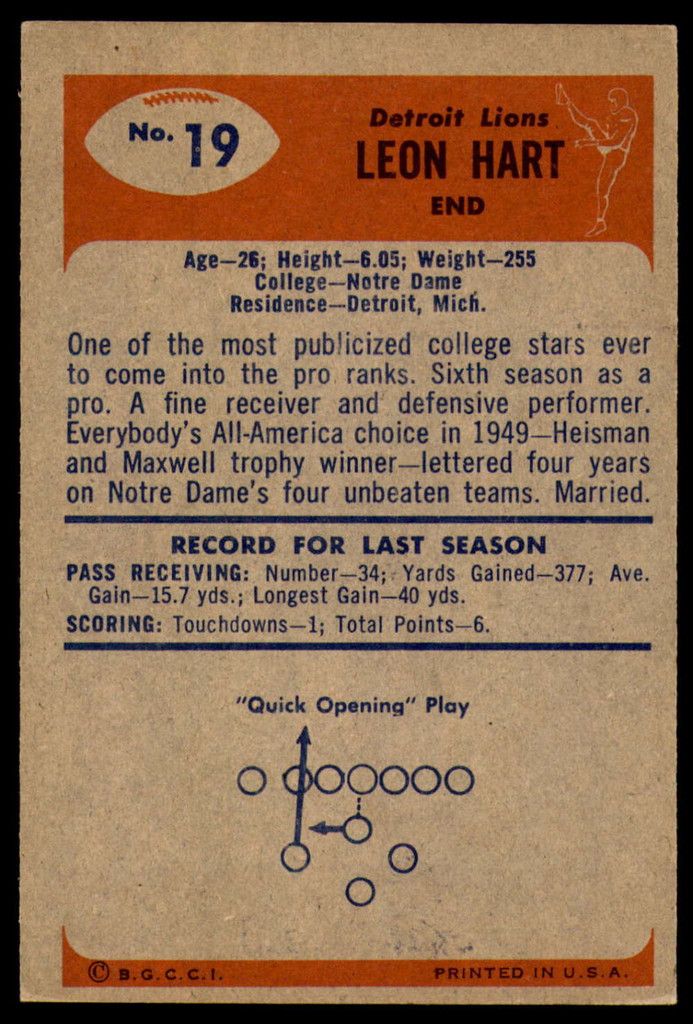 No. 19
Detroit Lions
LEON HART
END
Age—26; Height—6.05; Weight—255
College—Notre Dame
Residence—Detroit, Mich.
One of the most publicized college stars ever
to come into the pro ranks. Sixth season as a
pro. A fine receiver and defensive performer.
Everybody's All-America choice in 1949—Heisman
and Maxwell trophy winner—lettered four years
on Notre Dame's four unbeaten teams. Married.
RECORD FOR LAST SEASON
PASS RECEIVING: Number—34; Yards Gained—377; Ave.
Gain—15.7 yds.; Longest Gain—40 yds.
SCORING: Touchdowns—1; Total Points—6.
"Quick Opening" Play
© B.G.C.C.I.
PRINTED IN U.S.A.